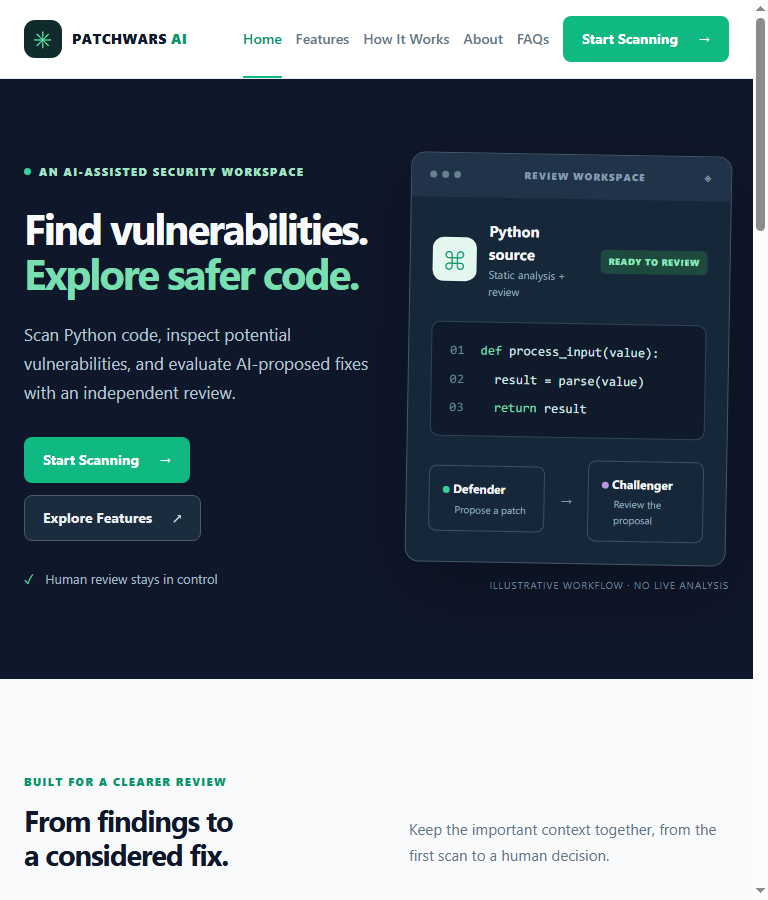 PATCHWARS AI
Home Features How It Works About FAQs Start Scanning →
AN AI-ASSISTED SECURITY WORKSPACE
Find vulnerabilities.
Explore safer code.
Scan Python code, inspect potential
vulnerabilities, and evaluate AI-proposed fixes
with an independent review.
Start Scanning →
Explore Features ↗
✓ Human review stays in control
REVIEW WORKSPACE
Python
source
Static analysis +
review
READY TO REVIEW
01 def process_input(value):
02 result = parse(value)
03 return result
Defender
Propose a patch
→
Challenger
Review the
proposal
ILLUSTRATIVE WORKFLOW · NO LIVE ANALYSIS
BUILT FOR A CLEARER REVIEW
From findings to
a considered fix.
Keep the important context together, from the
first scan to a human decision.